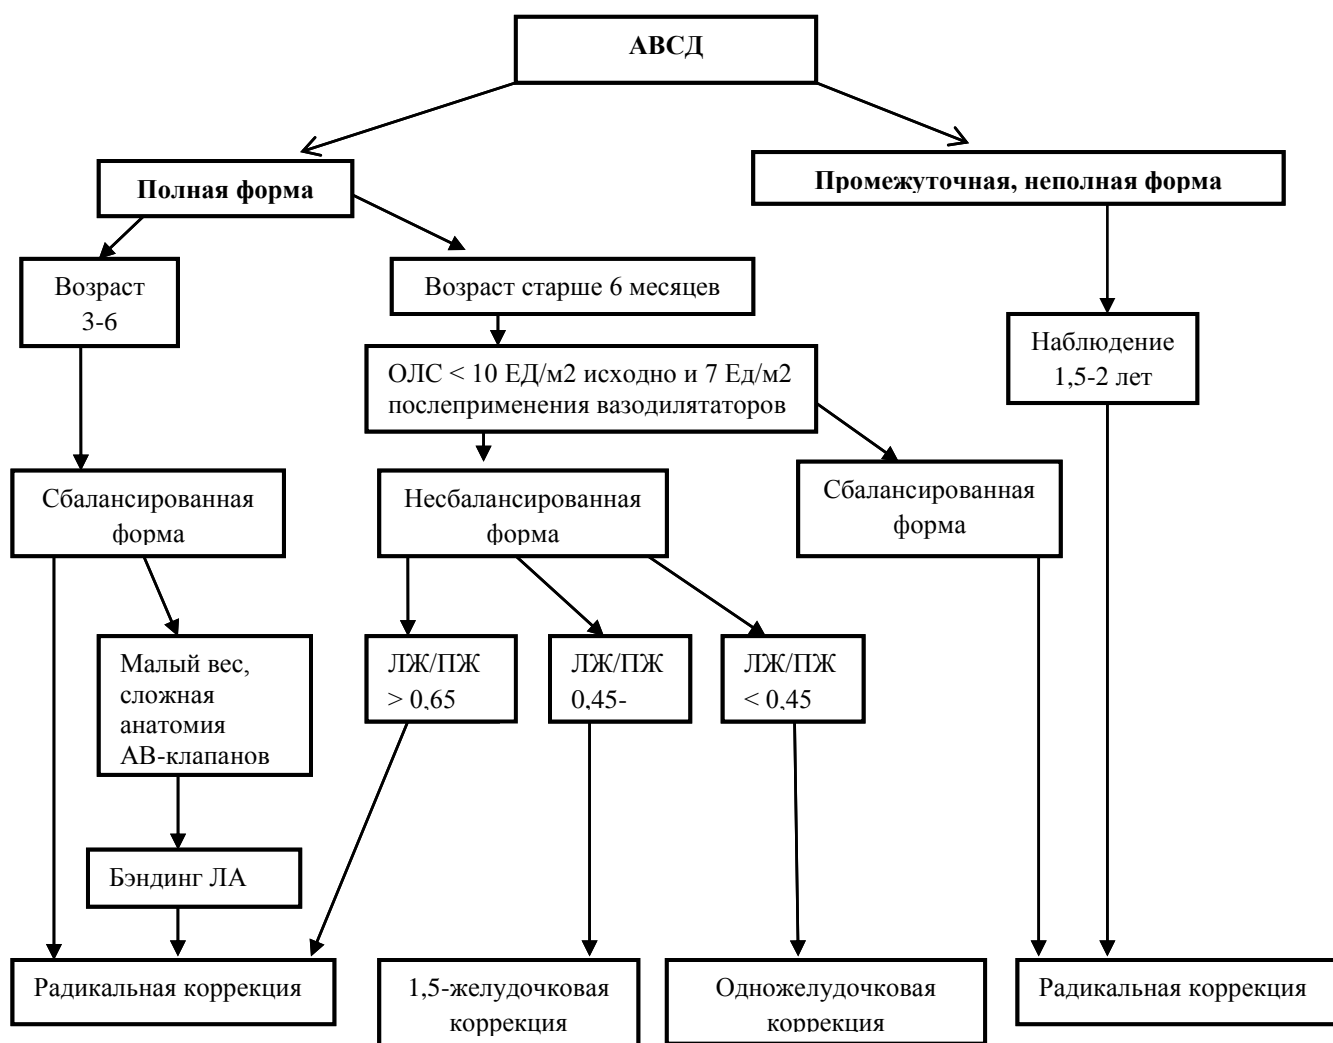 АВСД
Полная форма
Промежуточная, неполная форма
Возраст
3-6
Возраст старше 6 месяцев
Наблюдение
1,5-2 лет
ОЛС < 10 ЕД/м2 исходно и 7 Ед/м2
послеприменения вазодилятаторов
Сбалансированная
форма
Несбалансированная
форма
Сбалансированная
форма
Малый вес,
сложная
анатомия
АВ-клапанов
ЛЖ/ПЖ
> 0,65
ЛЖ/ПЖ
0,45-
ЛЖ/ПЖ
< 0,45
Бэндинг ЛА
Радикальная коррекция
1,5-желудочковая
коррекция
Одножелудочковая
коррекция
Радикальная коррекция